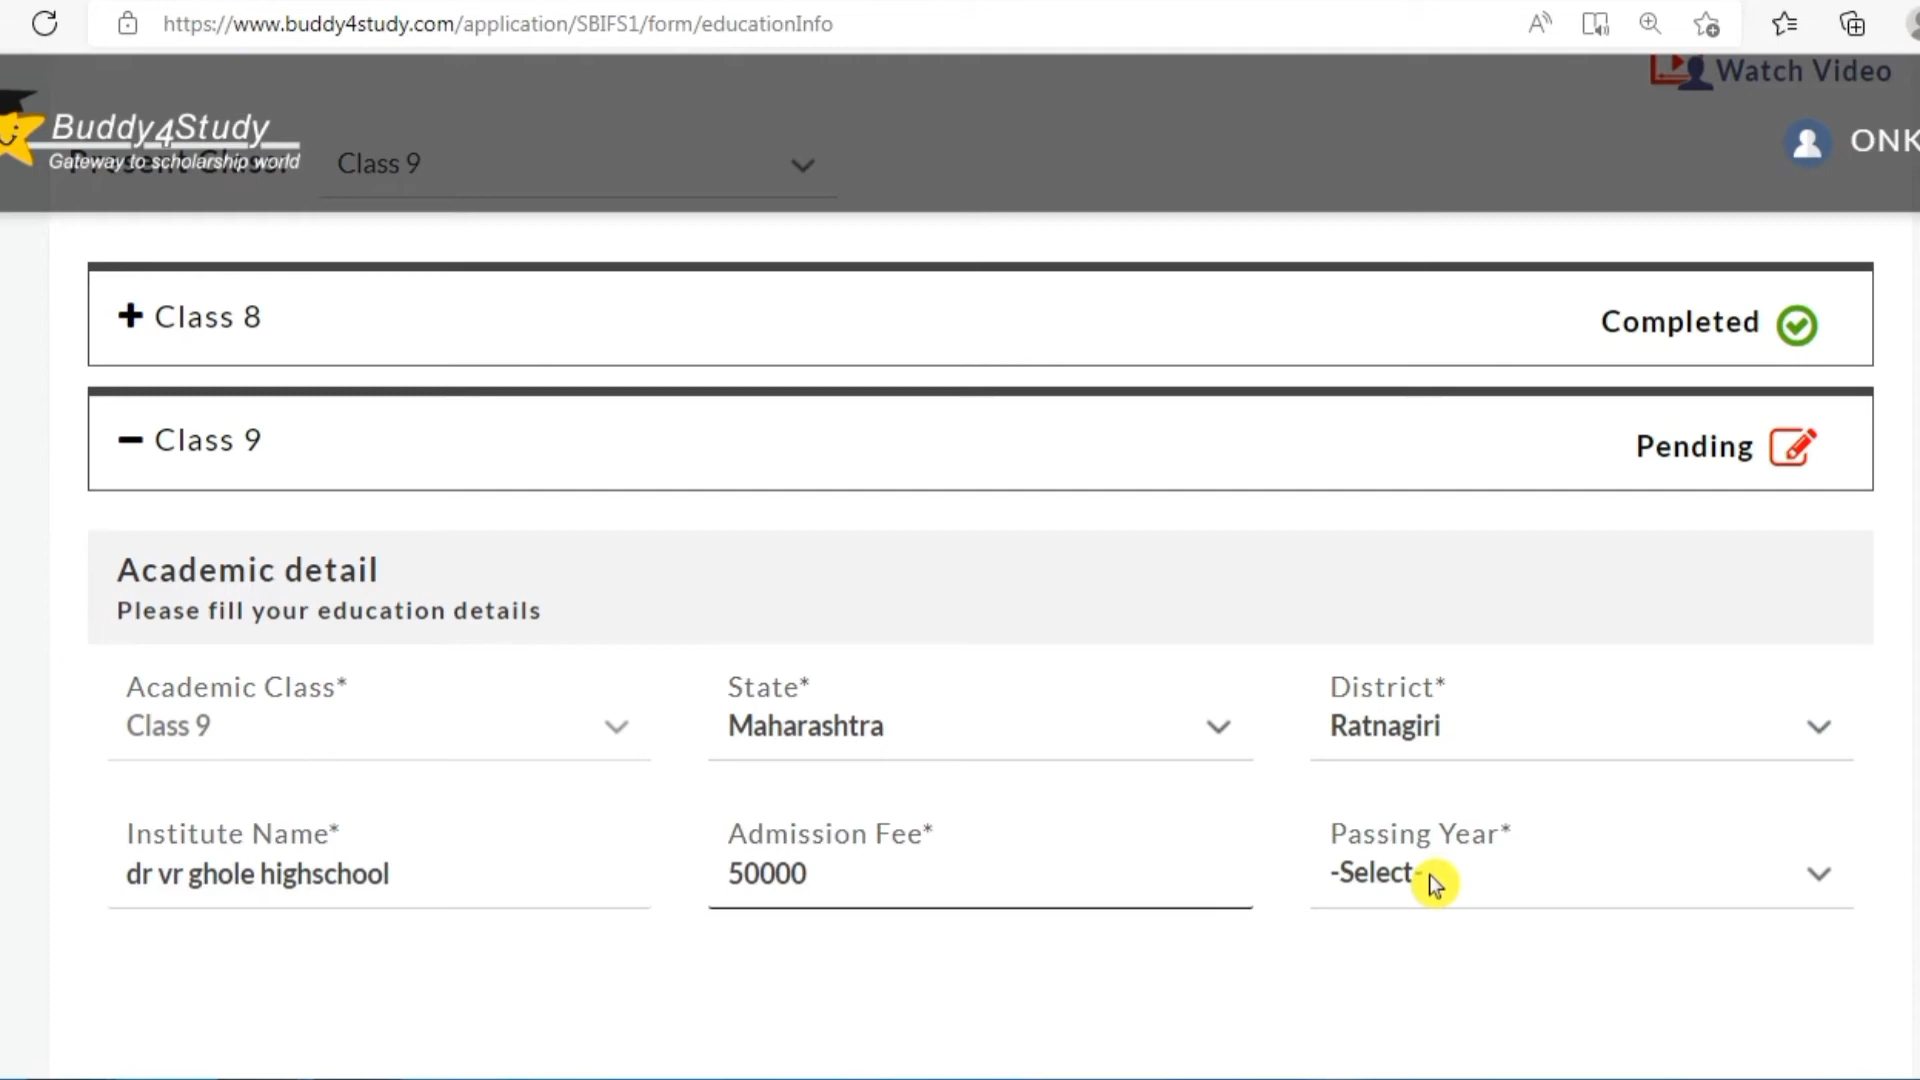 https://www.buddy4study.com/application/SBIFS1/form/educationInfo
Watch Video
Buddy4Study
Gateway to scholarship world
ONK
Present Class:
Class 9
Class 8
Completed
Class 9
Pending
Academic detail
Please fill your education details
Academic Class*
State*
District*
Class 9
Maharashtra
Ratnagiri
Institute Name*
Admission Fee*
Passing Year*
dr vr ghole highschool
50000
-Select-